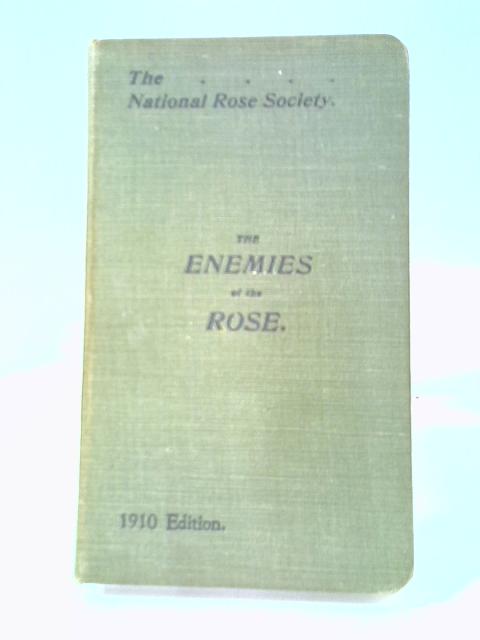 The . . . .
National Rose Society.
THE
ENEMIES
of the
ROSE.
1910 Edition.